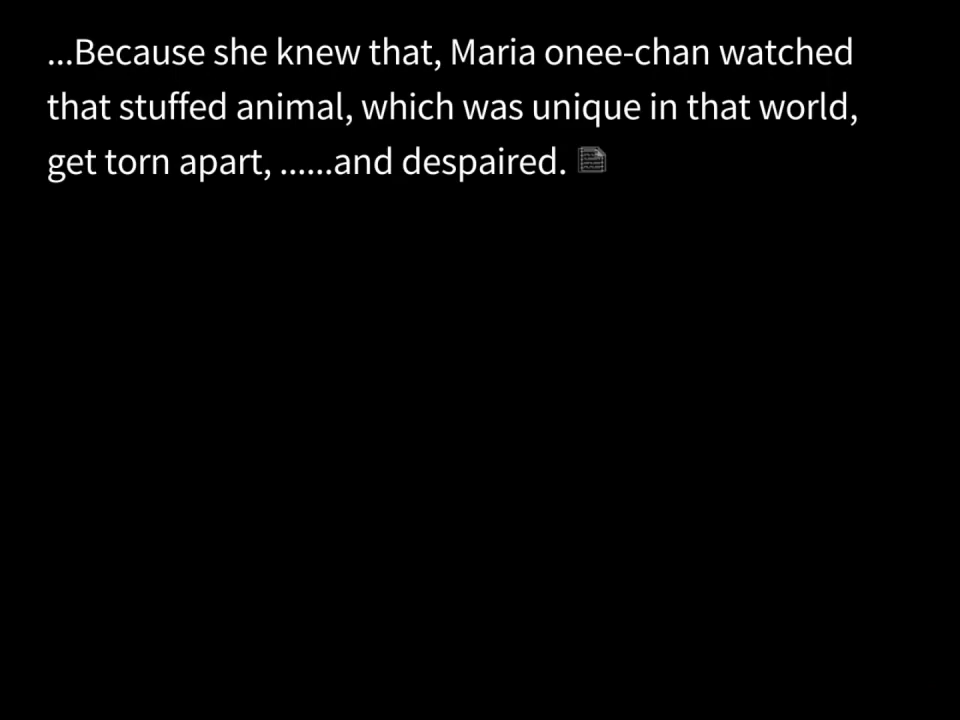 ...Because she knew that, Maria onee-chan watched
that stuffed animal, which was unique in that world,
get torn apart, ......and despaired.